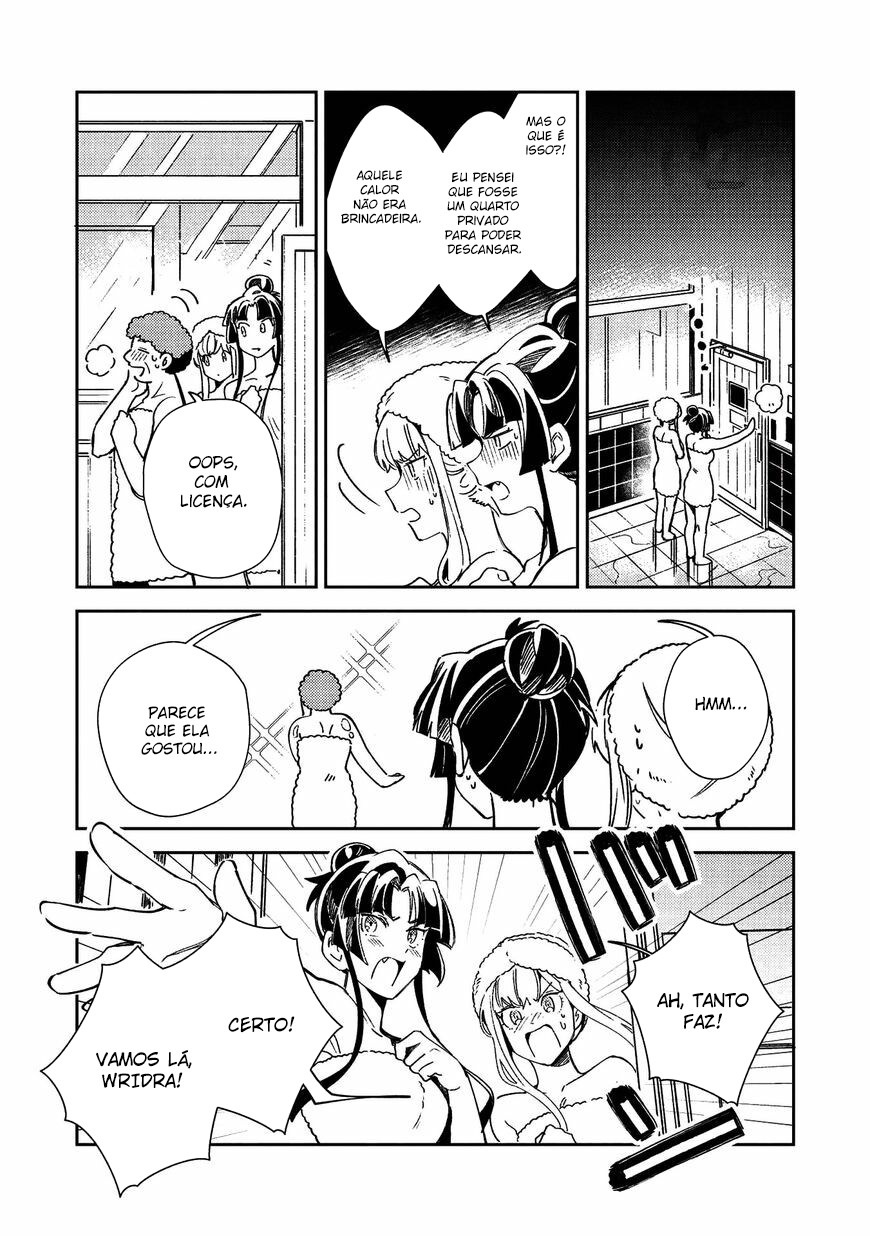 MAS O
QUE É
ISSO?!
EU PENSEI
QUE FOSSE
UM QUARTO
PRIVADO
PARA PODER
DESCANSAR.
AQUELE
CALOR
NÃO ERA
BRINCADEIRA.
OOPS,
COM
LICENÇA.
HMM...
PARECE
QUE ELA
GOSTOU...
AH, TANTO
FAZ!
CERTO!
VAMOS LÁ,
WRIDRA!